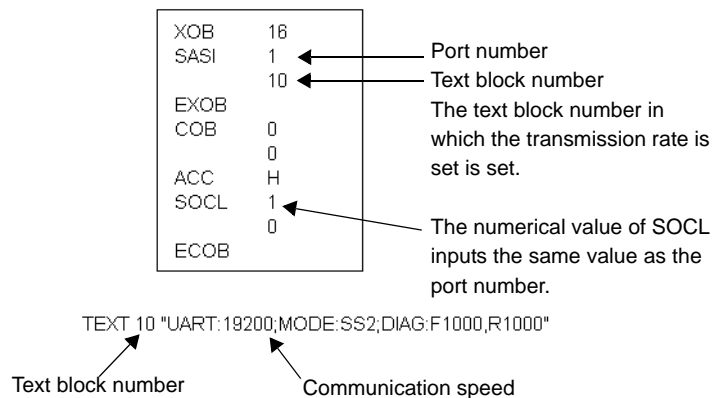 XOB 16
SASI 1
10
EXOB
COB 0
0
ACC H
SOCL 1
0
ECOB
Port number
Text block number
The text block number in
which the transmission rate is
set is set.
The numerical value of SOCL
inputs the same value as the
port number.
TEXT 10 "UART:19200;MODE:SS2;DIAG:F1000,R1000"
Text block number
Communication speed